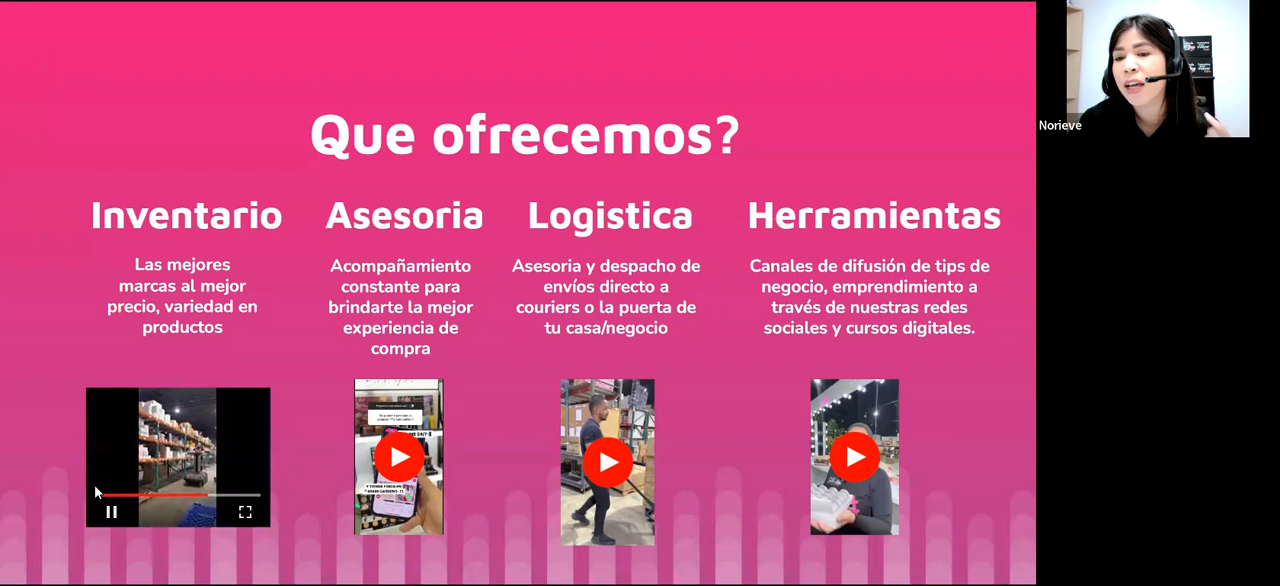 Que ofrecemos?
Inventario
Las mejores
marcas al mejor
precio, variedad en
productos
Asesoria
Acompañamiento
constante para
brindarte la mejor
experiencia de
compra
Logistica
Asesoria y despacho de
envíos directo a
couriers o la puerta de
tu casa/negocio
Herramientas
Canales de difusión de tips de
negocio, emprendimiento a
través de nuestras redes
sociales y cursos digitales.
Norieve